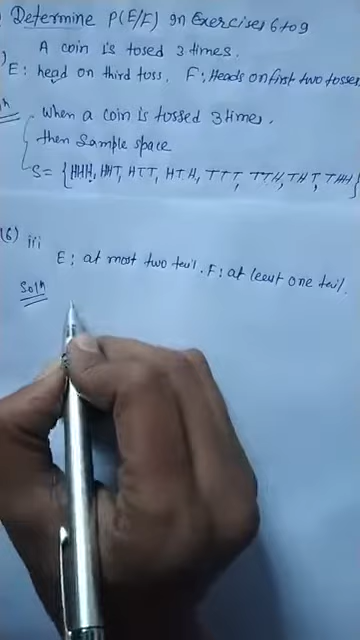 Determine P(E/F) in Exercises 6 to 9
A coin is tosed 3 times.
E: head on third toss. F: Heads on first two tosses
when a coin is tossed 3 times.
then Sample space
S= {HHH, HHT, HTT, HTH, TTT, TTH, THT, THH}
(6) iii
E: at most two tail. F: at least one tail.
Solh